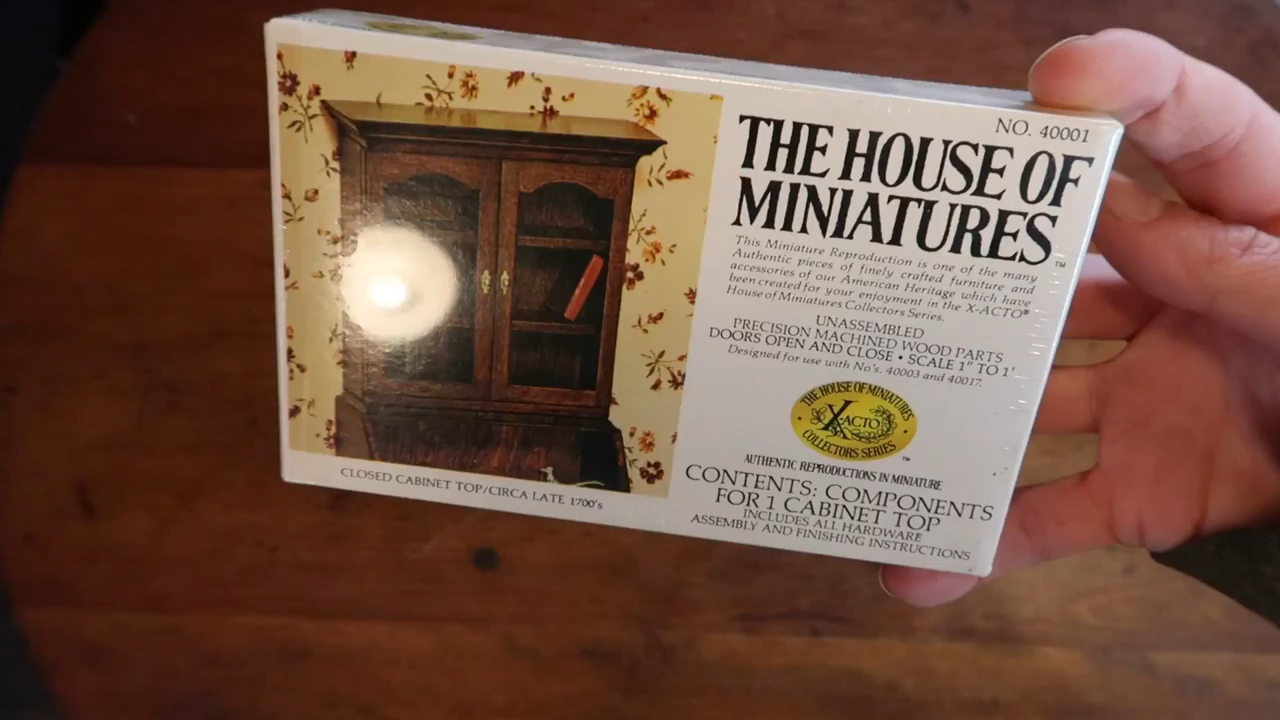 NO. 40001
THE HOUSE OF
MINIATURES™
This Miniature Reproduction is one of the many
Authentic pieces of finely crafted furniture and
accessories of our American Heritage which have
been created for your enjoyment in the X-ACTO®
House of Miniatures Collectors Series.
UNASSEMBLED
PRECISION MACHINED WOOD PARTS
DOORS OPEN AND CLOSE • SCALE 1" TO 1'
Designed for use with No's. 40003 and 40017.
THE HOUSE OF MINIATURES
X-ACTO
COLLECTORS SERIES™
AUTHENTIC REPRODUCTIONS IN MINIATURE
CONTENTS: COMPONENTS
FOR 1 CABINET TOP
INCLUDES ALL HARDWARE
ASSEMBLY AND FINISHING INSTRUCTIONS
CLOSED CABINET TOP/CIRCA LATE 1700's